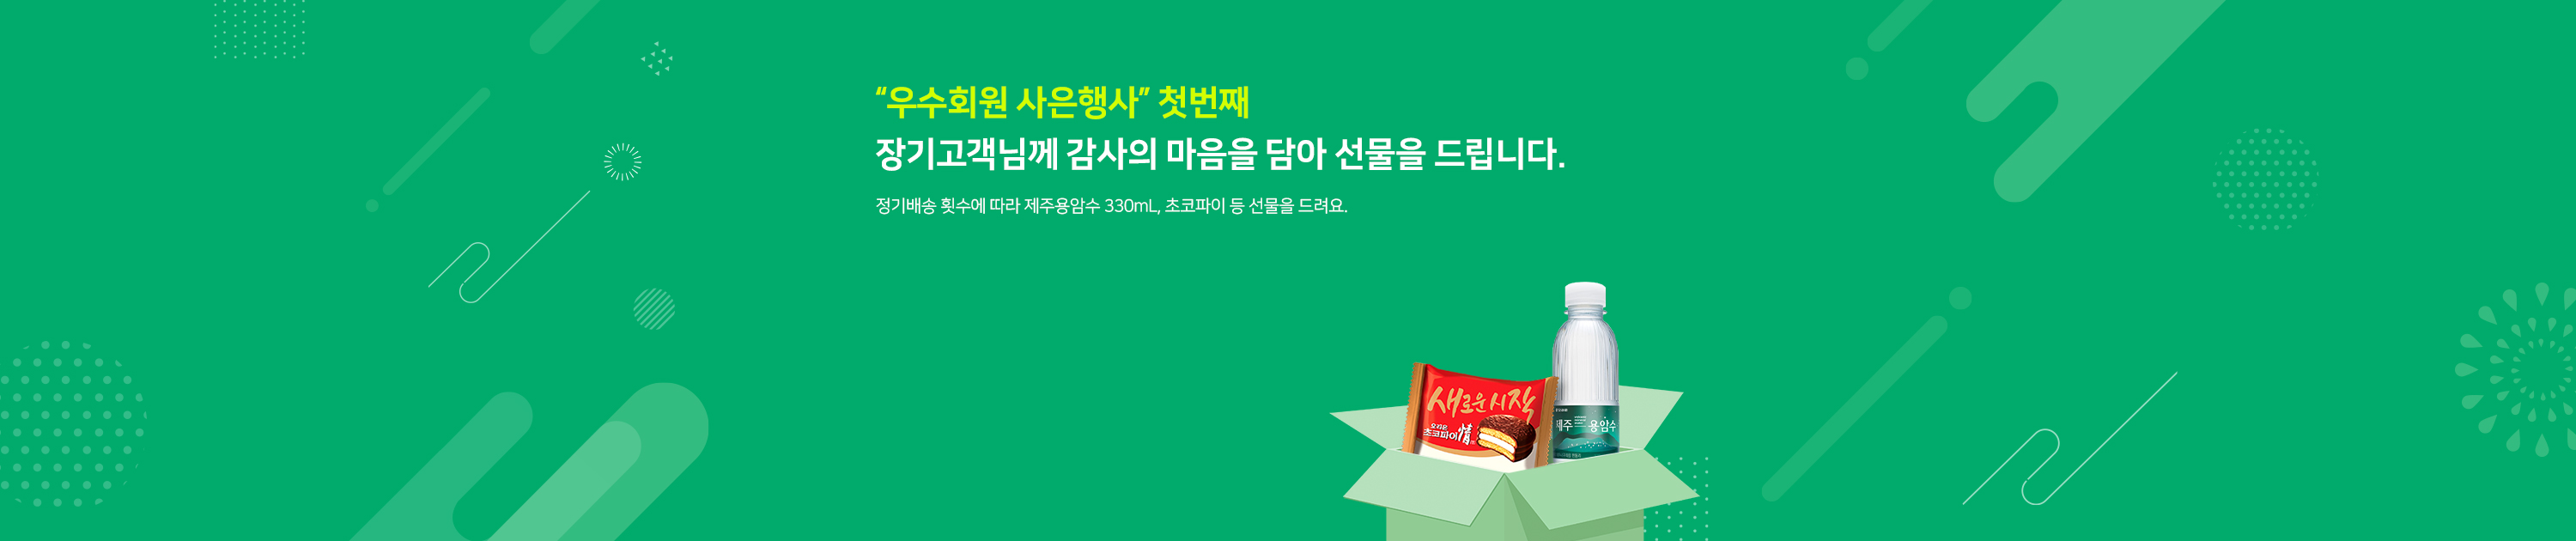 “우수회원 사은행사” 첫번째
장기고객님께 감사의 마음을 담아 선물을 드립니다.
정기배송 횟수에 따라 제주용암수 330mL, 초코파이 등 선물을 드려요.
새로운시작
오리온
초코파이 情
제주 용암수